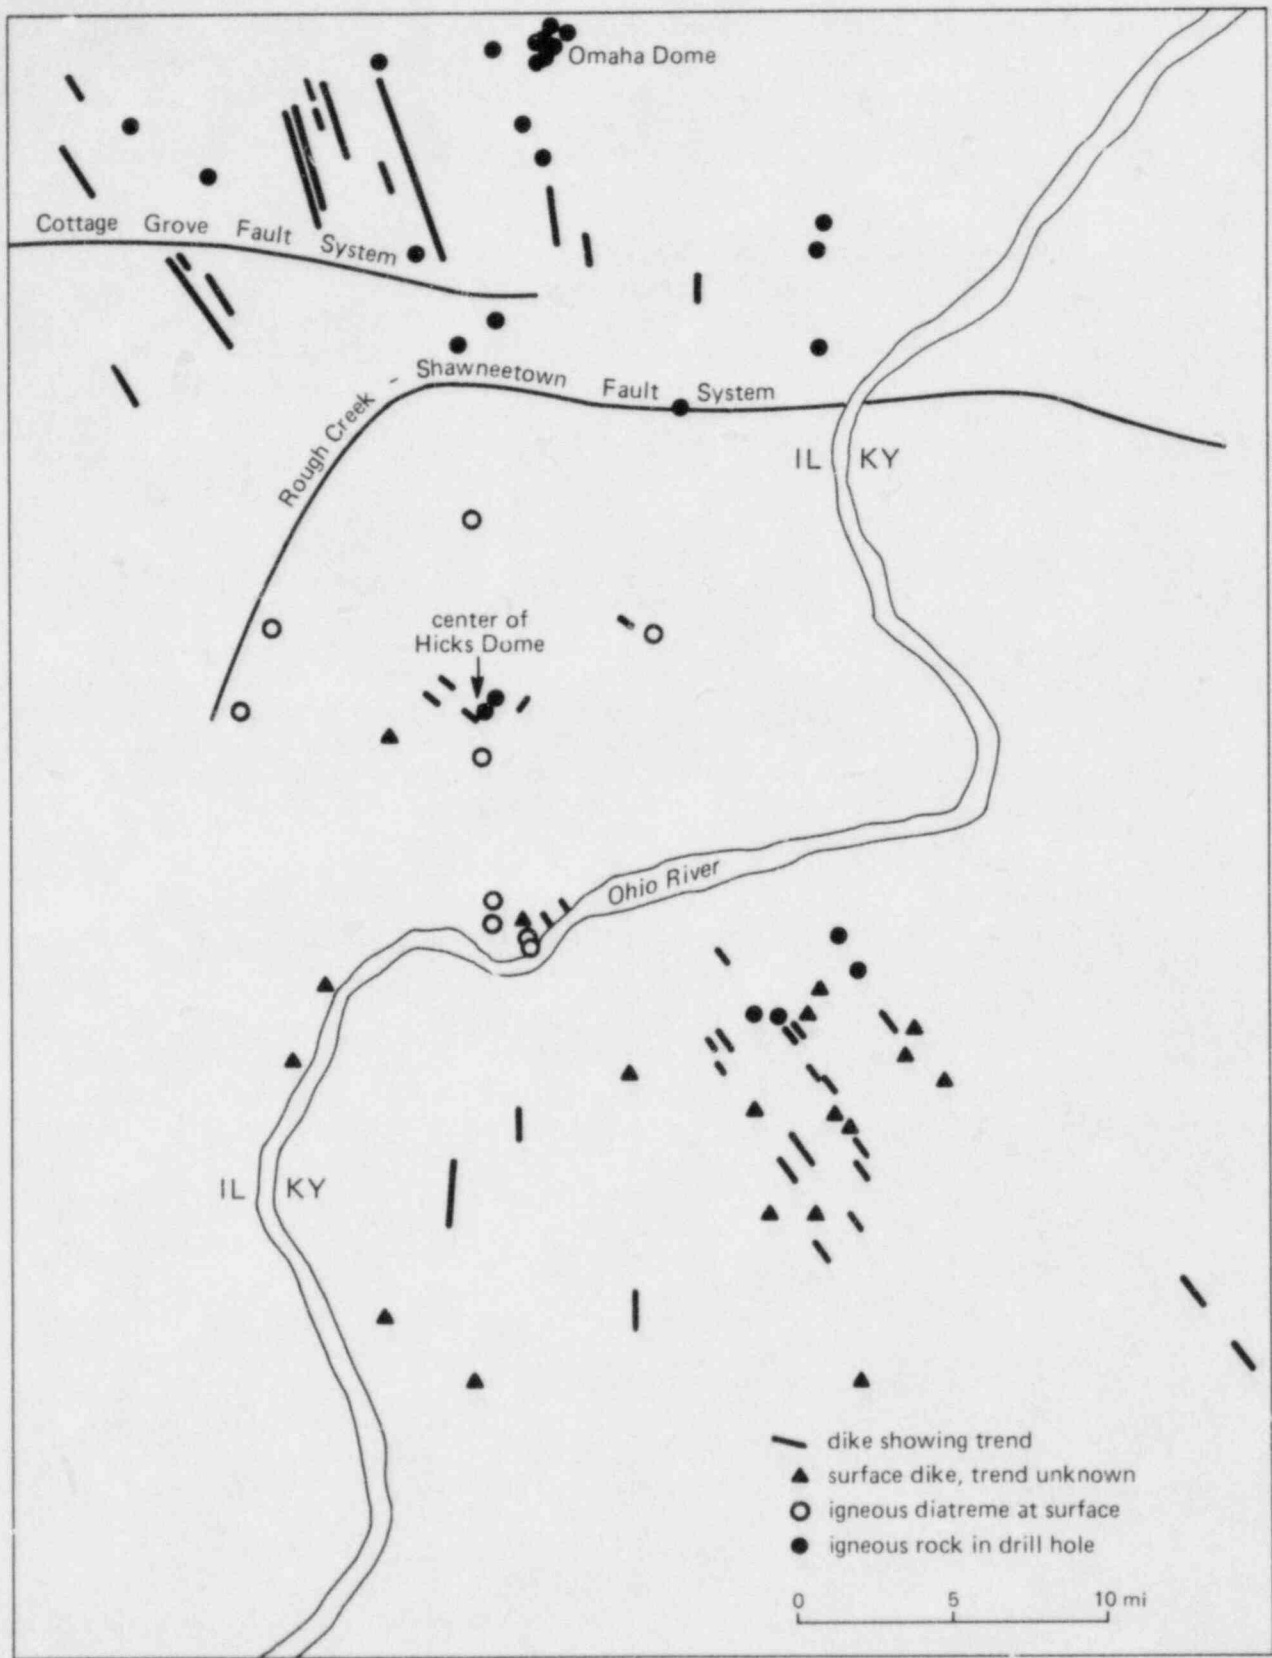 Omaha Dome
Cottage Grove Fault System
Rough Creek - Shawneetown Fault System
IL KY
center of
Hicks Dome
Ohio River
IL KY
dike showing trend
surface dike, trend unknown
igneous diatreme at surface
igneous rock in drill hole
0 5 10 mi